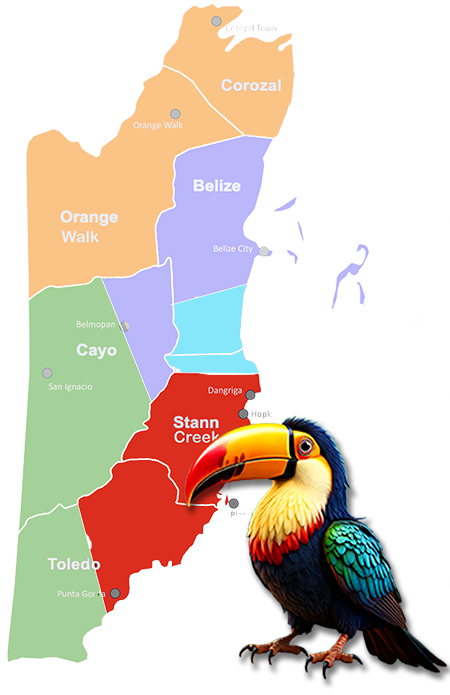 Corozal Town
Corozal
Orange Walk
Belize
Orange
Walk
Belize City
Belmopan
Cayo
San Ignacio
Dangriga
Hopk
Stann
Creek
Toledo
Punta Gorda